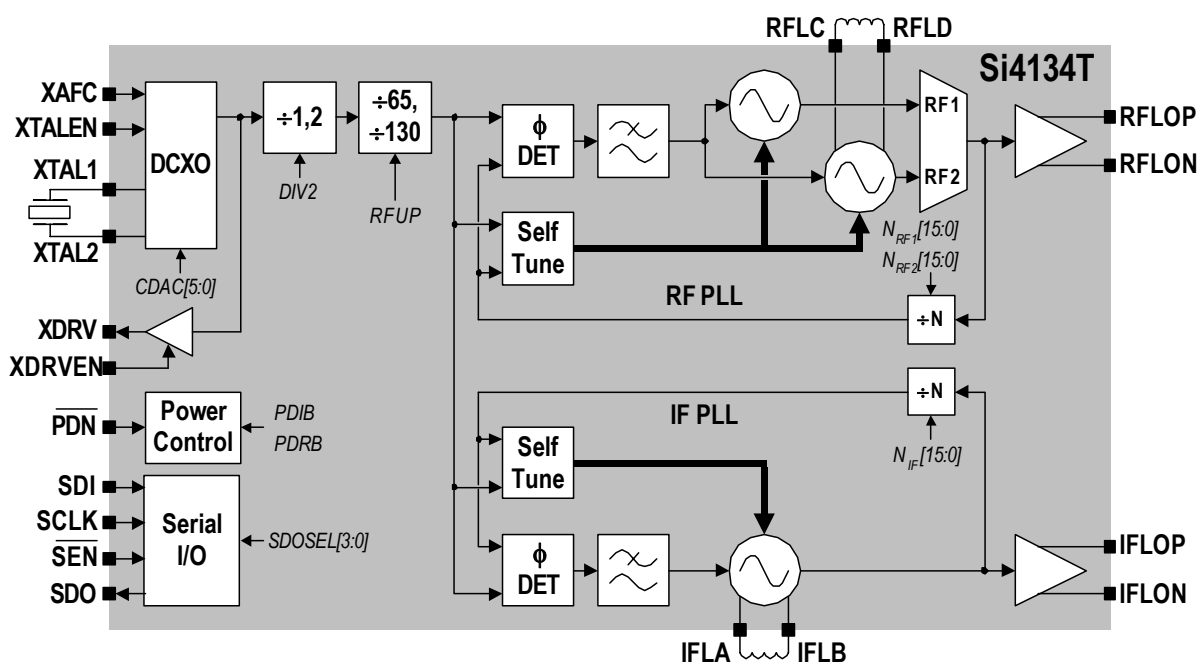 RFLC RFLD
Si4134T
XAFC
XTALEN
XTAL1
XTAL2
DCXO
CDAC[5:0]
÷1,2
DIV2
÷65,
÷130
RFUP
ϕ
DET
Self
Tune
RF1
RF2
RFLOP
RFLON
N_RF1[15:0]
N_RF2[15:0]
RF PLL
÷N
XDRV
XDRVEN
PDN
Power
Control
PDIB
PDRB
IF PLL
÷N
N_IF[15:0]
Self
Tune
SDI
SCLK
SEN
SDO
Serial
I/O
SDOSEL[3:0]
ϕ
DET
IFLOP
IFLON
IFLA IFLB